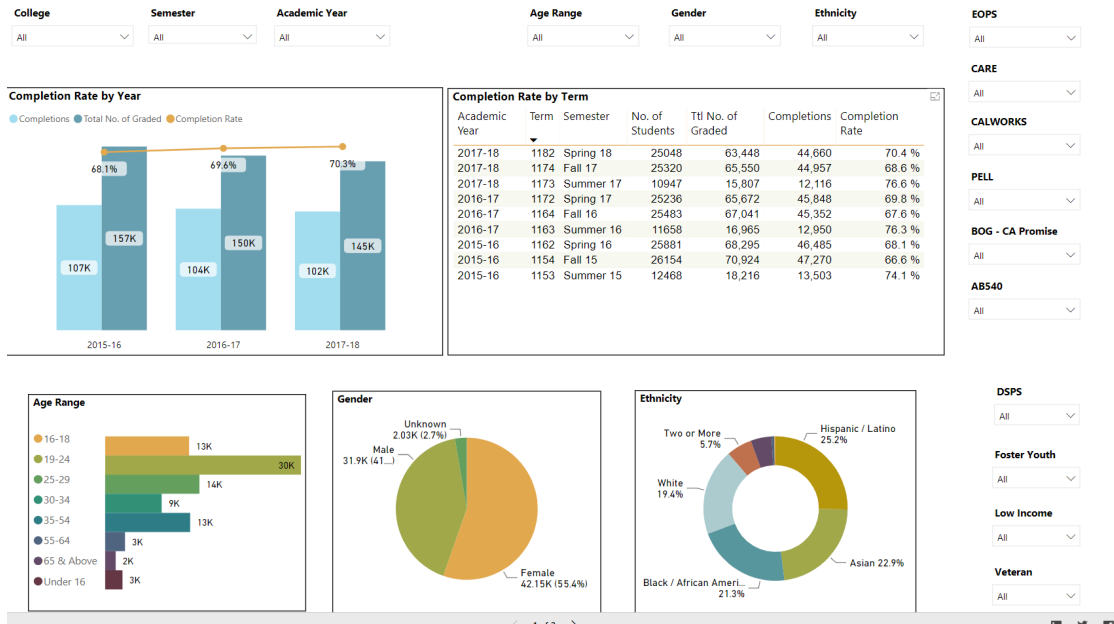 College Semester Academic Year Age Range Gender Ethnicity EOPS
All All All All All All All
CARE
All
CALWORKS
All
PELL
All
BOG - CA Promise
All
AB540
All
Completion Rate by Year
Completions Total No. of Graded Completion Rate
68.1% 69.6% 70.3%
157K 150K 145K
107K 104K 102K
2015-16 2016-17 2017-18
Completion Rate by Term
Academic Year Term Semester No. of Students Ttl No. of Graded Completions Completion Rate
2017-18 1182 Spring 18 25048 63,448 44,660 70.4 %
2017-18 1174 Fall 17 25320 65,550 44,957 68.6 %
2017-18 1173 Summer 17 10947 15,807 12,116 76.6 %
2016-17 1172 Spring 17 25236 65,672 45,848 69.8 %
2016-17 1164 Fall 16 25483 67,041 45,352 67.6 %
2016-17 1163 Summer 16 11658 16,965 12,950 76.3 %
2015-16 1162 Spring 16 25881 68,295 46,485 68.1 %
2015-16 1154 Fall 15 26154 70,924 47,270 66.6 %
2015-16 1153 Summer 15 12468 18,216 13,503 74.1 %
Age Range
16-18 13K
19-24 30K
25-29 14K
30-34 9K
35-54 13K
55-64 3K
65 & Above 2K
Under 16 3K
Gender
Unknown
2.03K (2.7%)
Male
31.9K (41...)
Female
42.15K (55.4%)
Ethnicity
Hispanic / Latino
25.2%
Two or More
5.7%
White
19.4%
Asian 22.9%
Black / African Ameri...
21.3%
DSPS
All
Foster Youth
All
Low Income
All
Veteran
All